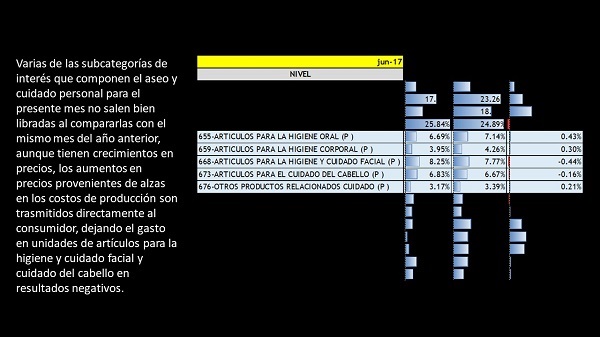 Varias de las subcategorías de
interés que componen el aseo y
cuidado personal para el
presente mes no salen bien
libradas al compararlas con el
mismo mes del año anterior,
aunque tienen crecimientos en
precios, los aumentos en
precios provenientes de alzas
en los costos de producción son
trasmitidos directamente al
consumidor, dejando el gasto
en unidades de artículos para la
higiene y cuidado facial y
cuidado del cabello en
resultados negativos.
jun-17
NIVEL
17. 23.26
18.
25.84% 24.89%
655-ARTICULOS PARA LA HIGIENE ORAL (P ) 6.69% 7.14% 0.43%
659-ARTICULOS PARA LA HIGIENE CORPORAL (P ) 3.95% 4.26% 0.30%
668-ARTICULOS PARA LA HIGIENE Y CUIDADO FACIAL (P ) 8.25% 7.77% -0.44%
673-ARTICULOS PARA EL CUIDADO DEL CABELLO (P ) 6.83% 6.67% -0.16%
676-OTROS PRODUCTOS RELACIONADOS CUIDADO (P ) 3.17% 3.39% 0.21%